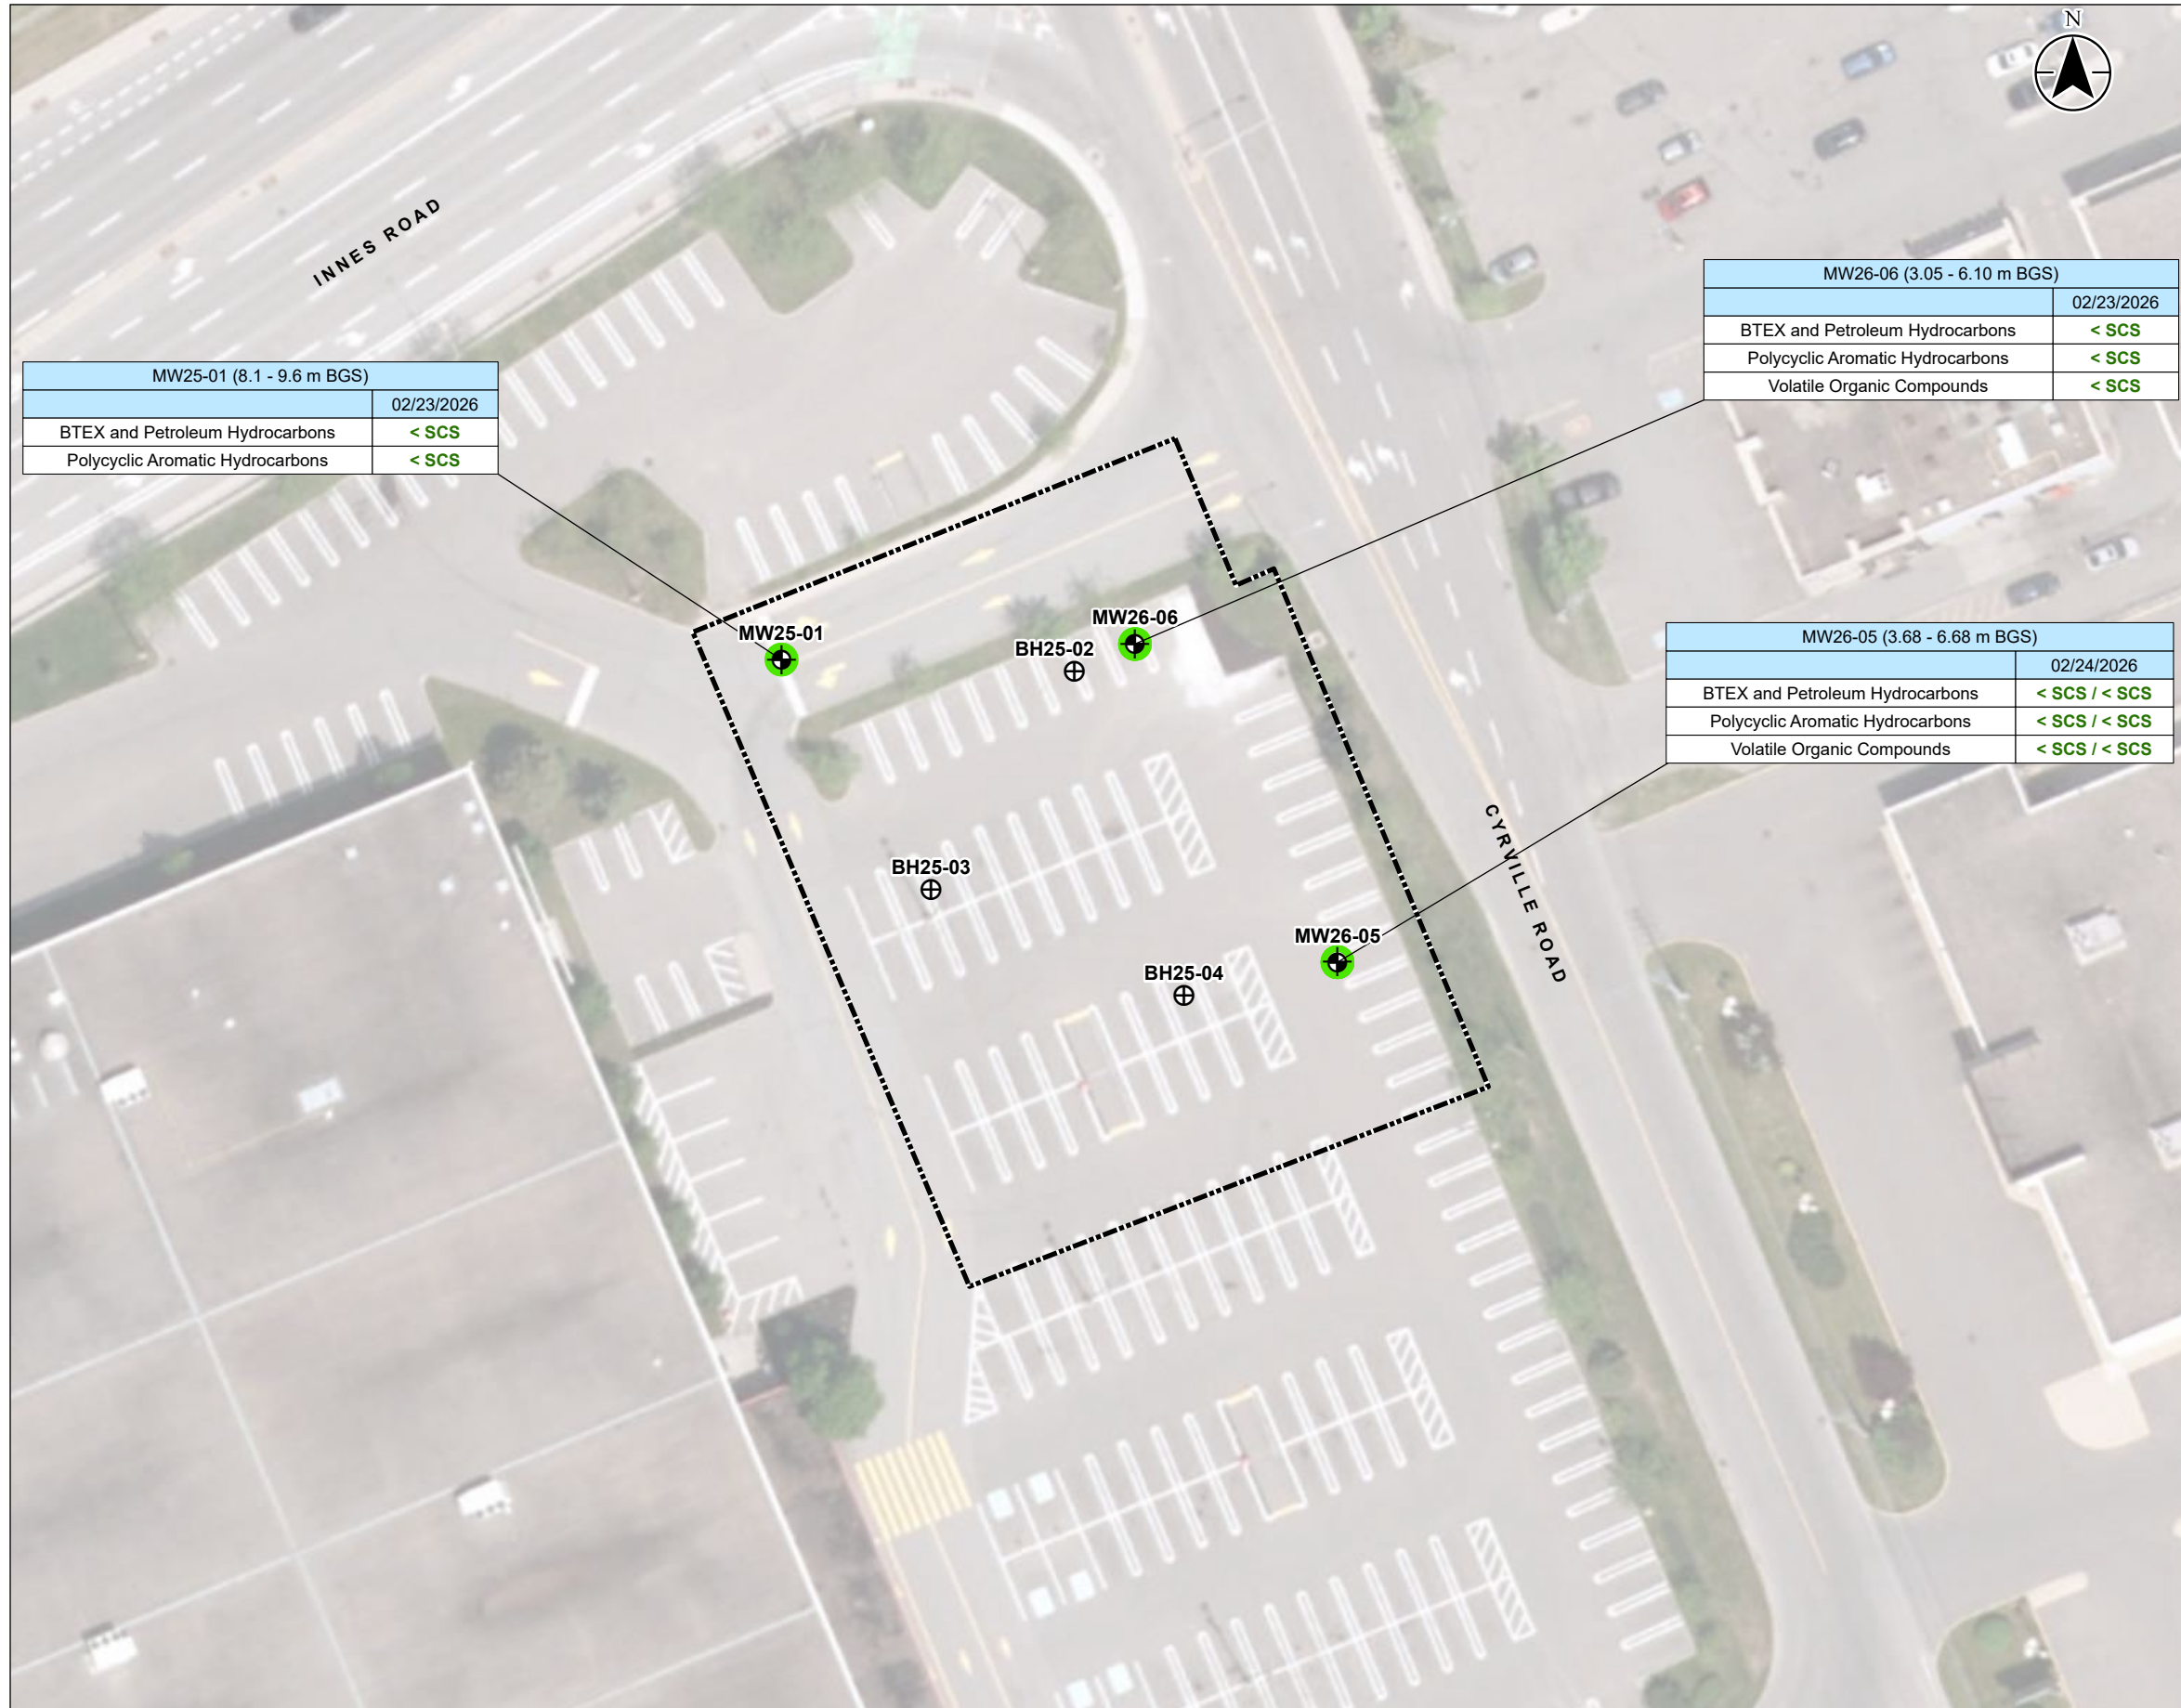 N
INNES ROAD
MW26-06 (3.05 - 6.10 m BGS)
02/23/2026
BTEX and Petroleum Hydrocarbons < SCS
Polycyclic Aromatic Hydrocarbons < SCS
Volatile Organic Compounds < SCS
MW25-01 (8.1 - 9.6 m BGS)
02/23/2026
BTEX and Petroleum Hydrocarbons < SCS
Polycyclic Aromatic Hydrocarbons < SCS
MW26-06
MW25-01
BH25-02
MW26-05 (3.68 - 6.68 m BGS)
02/24/2026
BTEX and Petroleum Hydrocarbons < SCS / < SCS
Polycyclic Aromatic Hydrocarbons < SCS / < SCS
Volatile Organic Compounds < SCS / < SCS
CYRVILLE ROAD
BH25-03
MW26-05
BH25-04